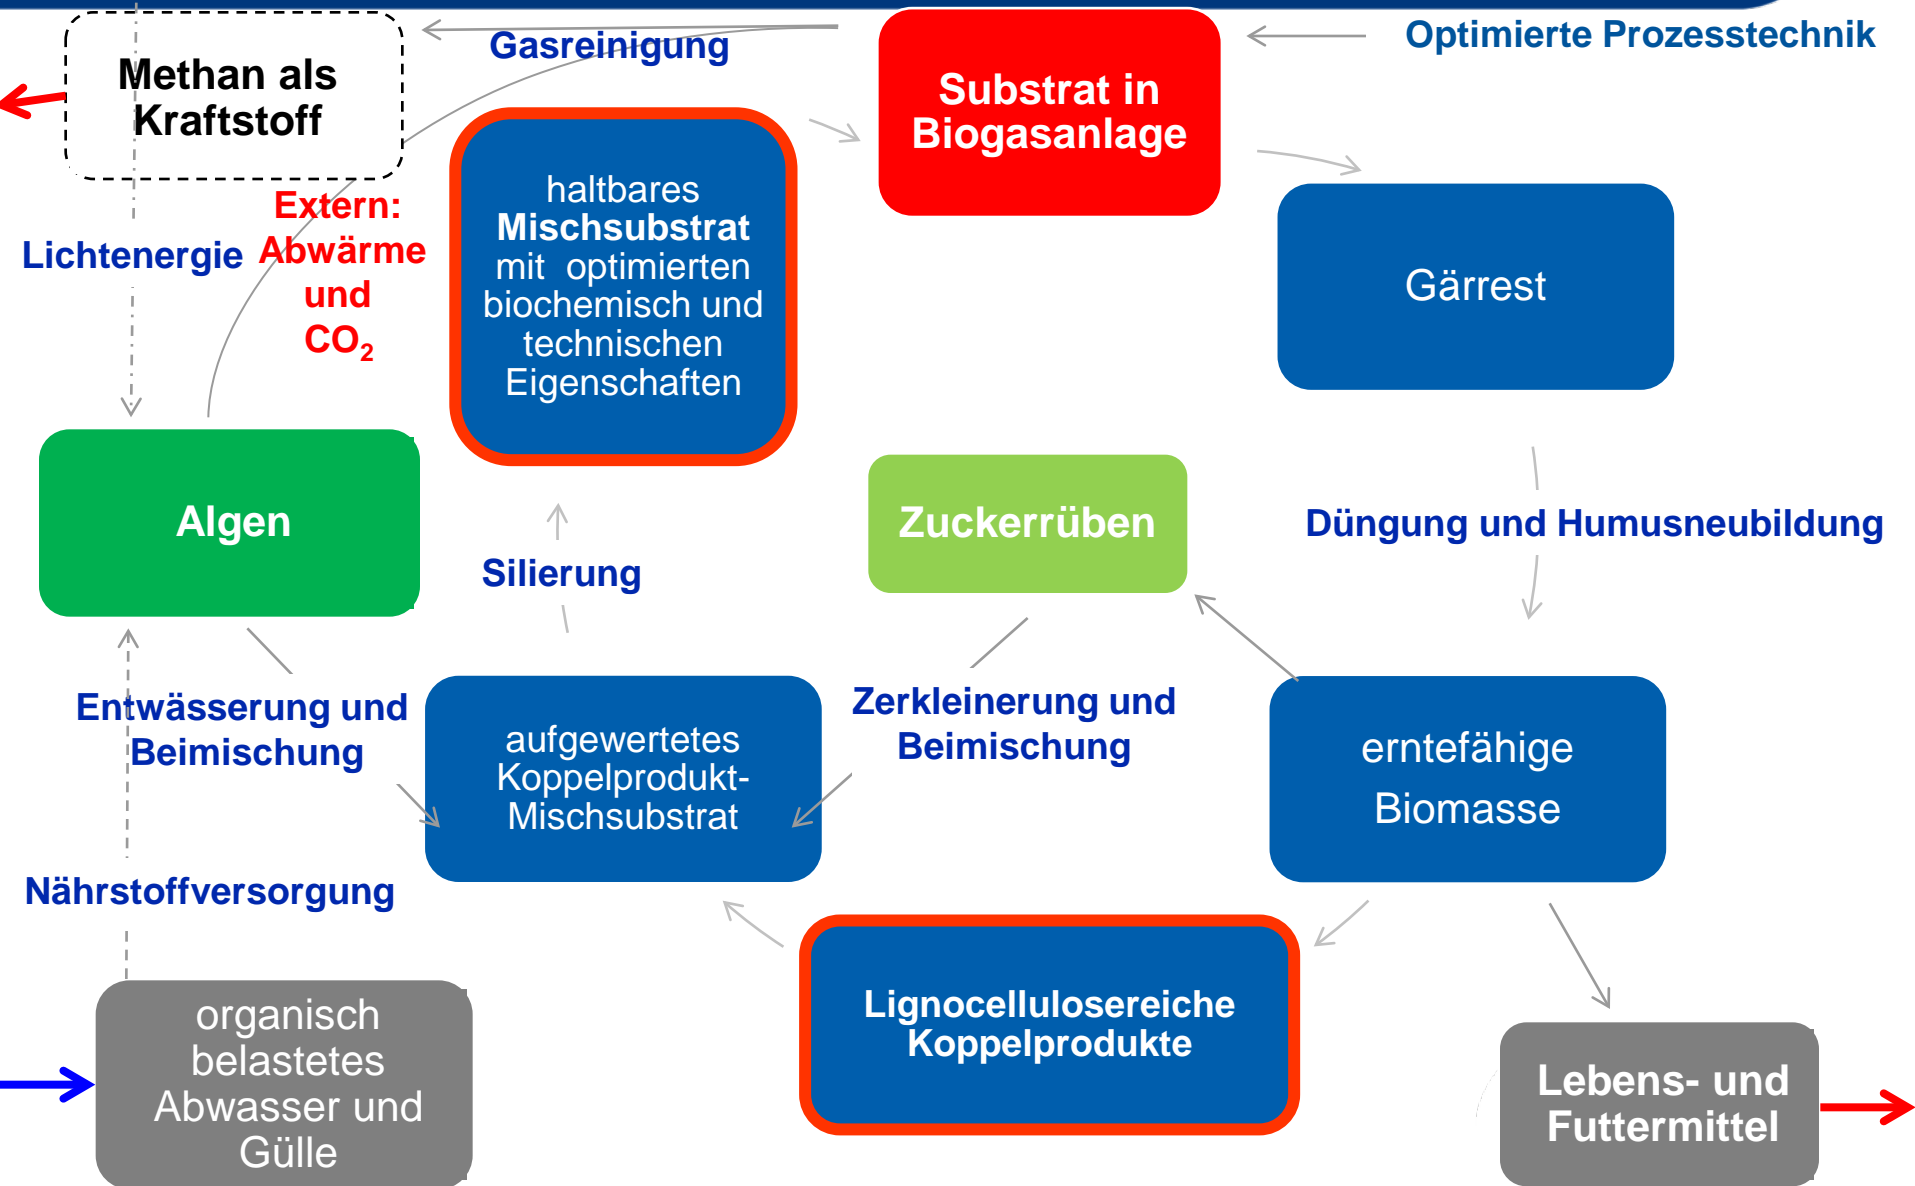 Gasreinigung
Optimierte Prozesstechnik
Methan als
Kraftstoff
Substrat in
Biogasanlage
haltbares
Mischsubstrat
mit optimierten
biochemisch und
technischen
Eigenschaften
Extern:
Abwärme
und
CO₂
Lichtenergie
Gärrest
Algen
Zuckerrüben
Düngung und Humusneubildung
Silierung
Entwässerung und
Beimischung
aufgewertetes
Koppelprodukt-
Mischsubstrat
Zerkleinerung und
Beimischung
erntefähige
Biomasse
Nährstoffversorgung
organisch
belastetes
Abwasser und
Gülle
Lignocellulosereiche
Koppelprodukte
Lebens- und
Futtermittel